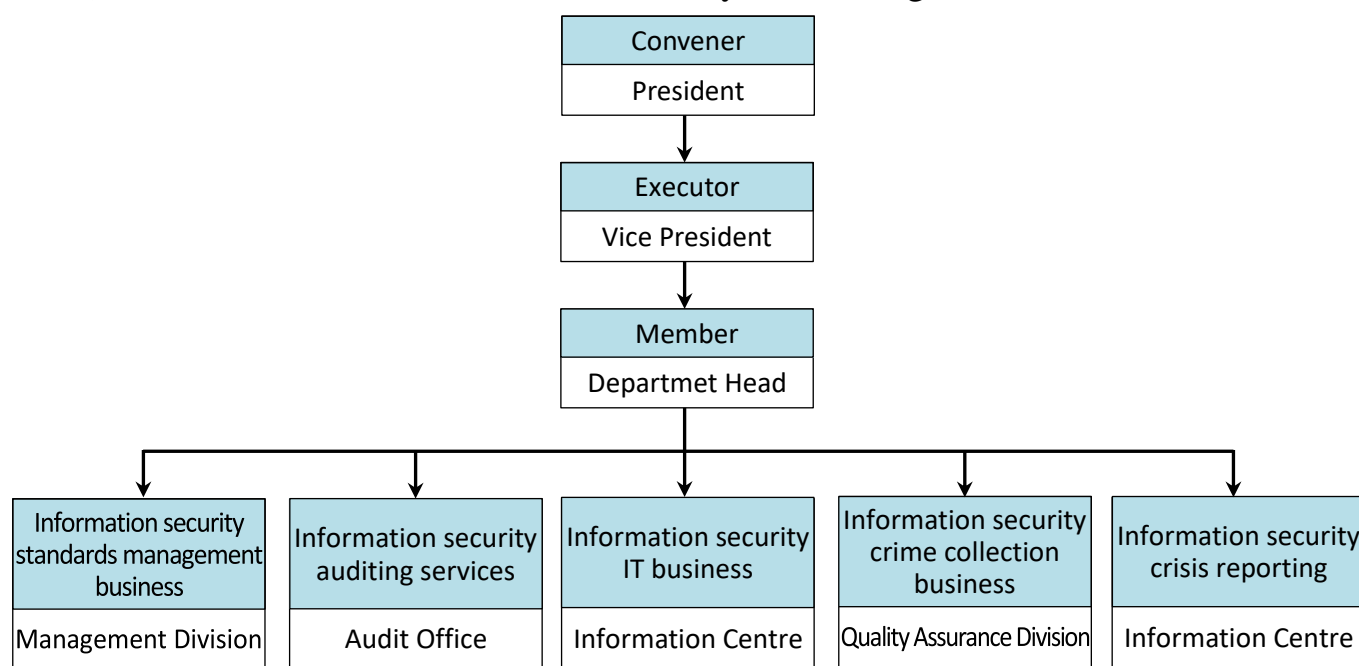 Convener
President
Executor
Vice President
Member
Departmet Head
Information security
standards management
business
Management Division
Information security
auditing services
Audit Office
Information security
IT business
Information Centre
Information security
crime collection
business
Quality Assurance Division
Information security
crisis reporting
Information Centre